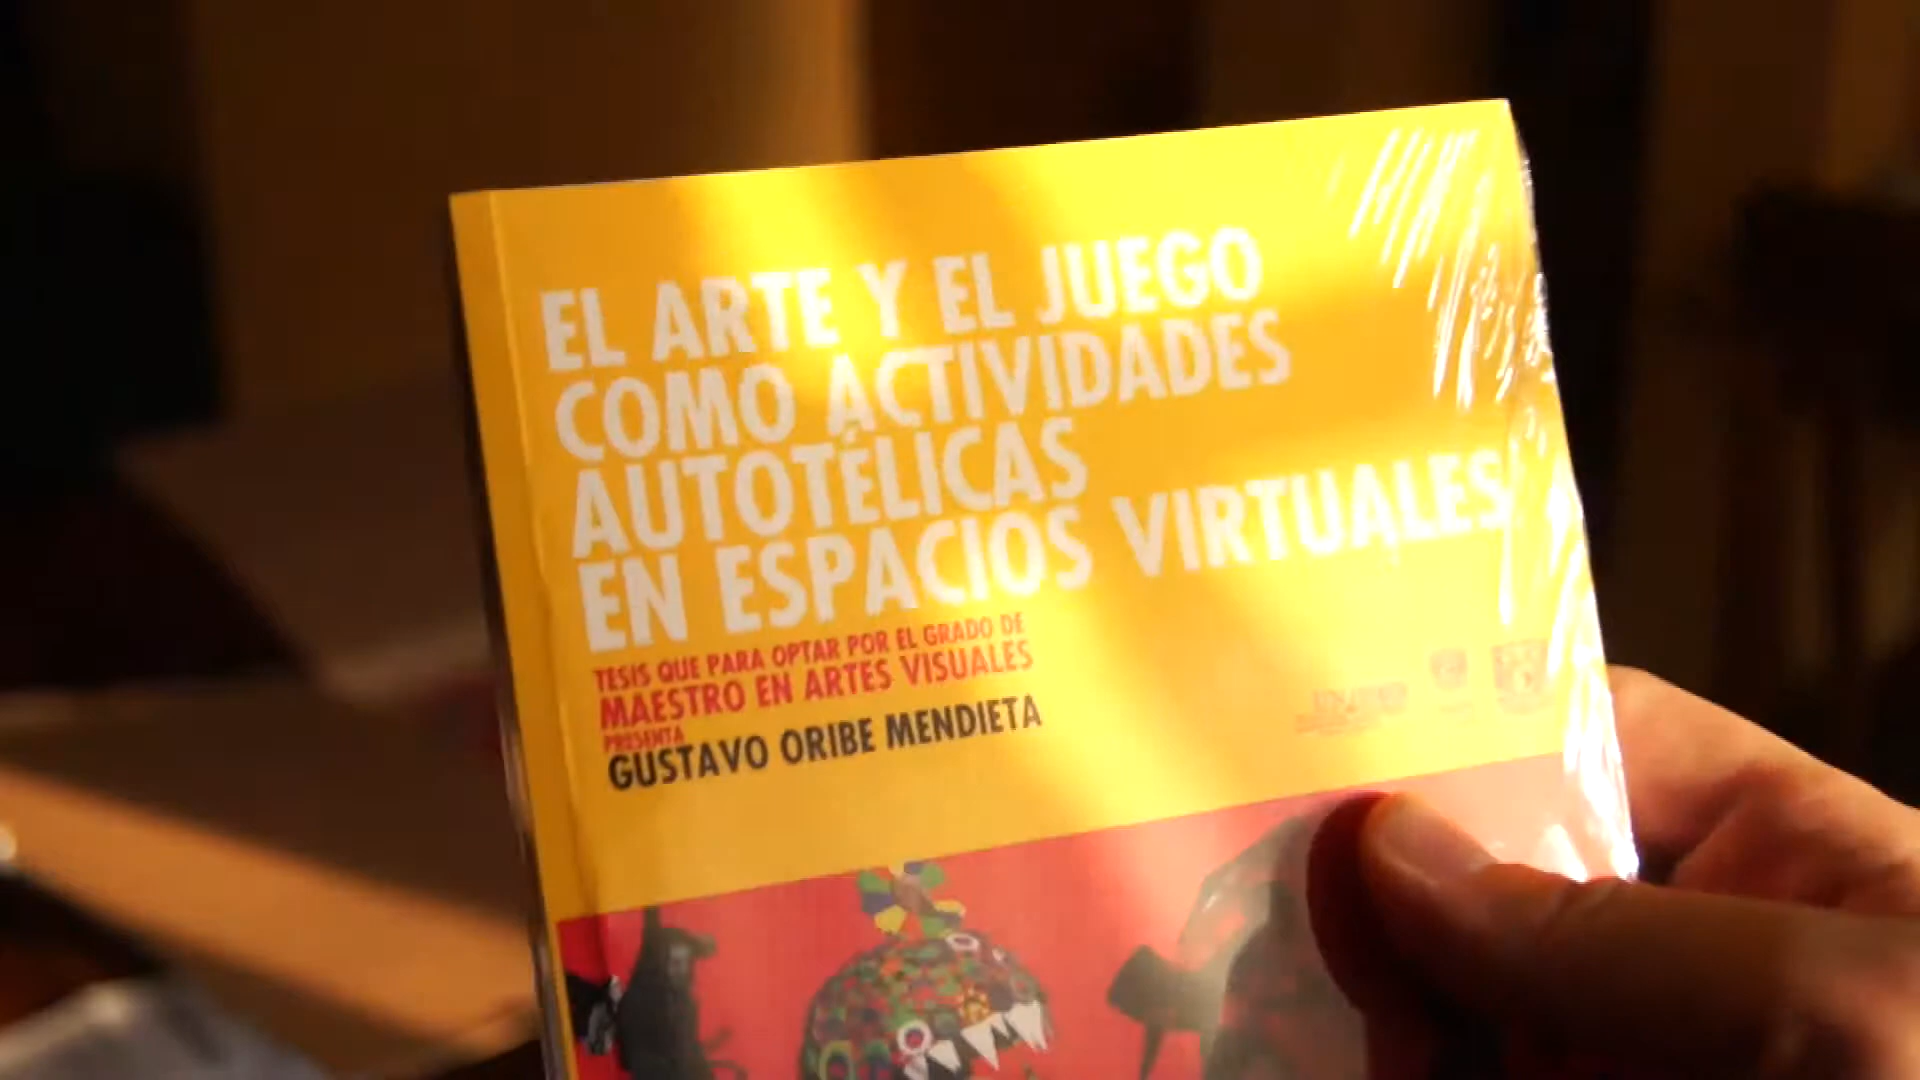 EL ARTE Y EL JUEGO
COMO ACTIVIDADES
AUTOTÉLICAS
EN ESPACIOS VIRTUALES
TESIS QUE PARA OPTAR POR EL GRADO DE
MAESTRO EN ARTES VISUALES
PRESENTA
GUSTAVO ORIBE MENDIETA